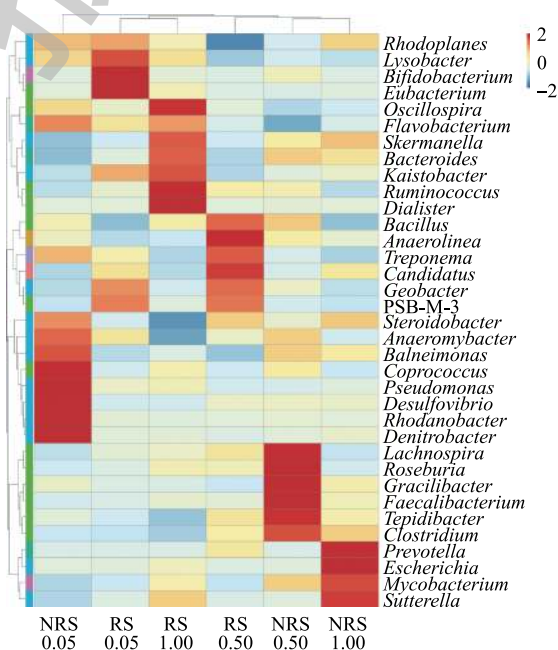 2
0
−2
Rhodoplanes
Lysobacter
Bifidobacterium
Eubacterium
Oscillospira
Flavobacterium
Skermanella
Bacteroides
Kaistobacter
Ruminococcus
Dialister
Bacillus
Anaerolinea
Treponema
Candidatus
Geobacter
PSB-M-3
Steroidobacter
Anaeromybacter
Balneimonas
Coprococcus
Pseudomonas
Desulfovibrio
Rhodanobacter
Denitrobacter
Lachnospira
Roseburia
Gracilibacter
Faecalibacterium
Tepidibacter
Clostridium
Prevotella
Escherichia
Mycobacterium
Sutterella
NRS RS RS RS NRS NRS
0.05 0.05 1.00 0.50 0.50 1.00